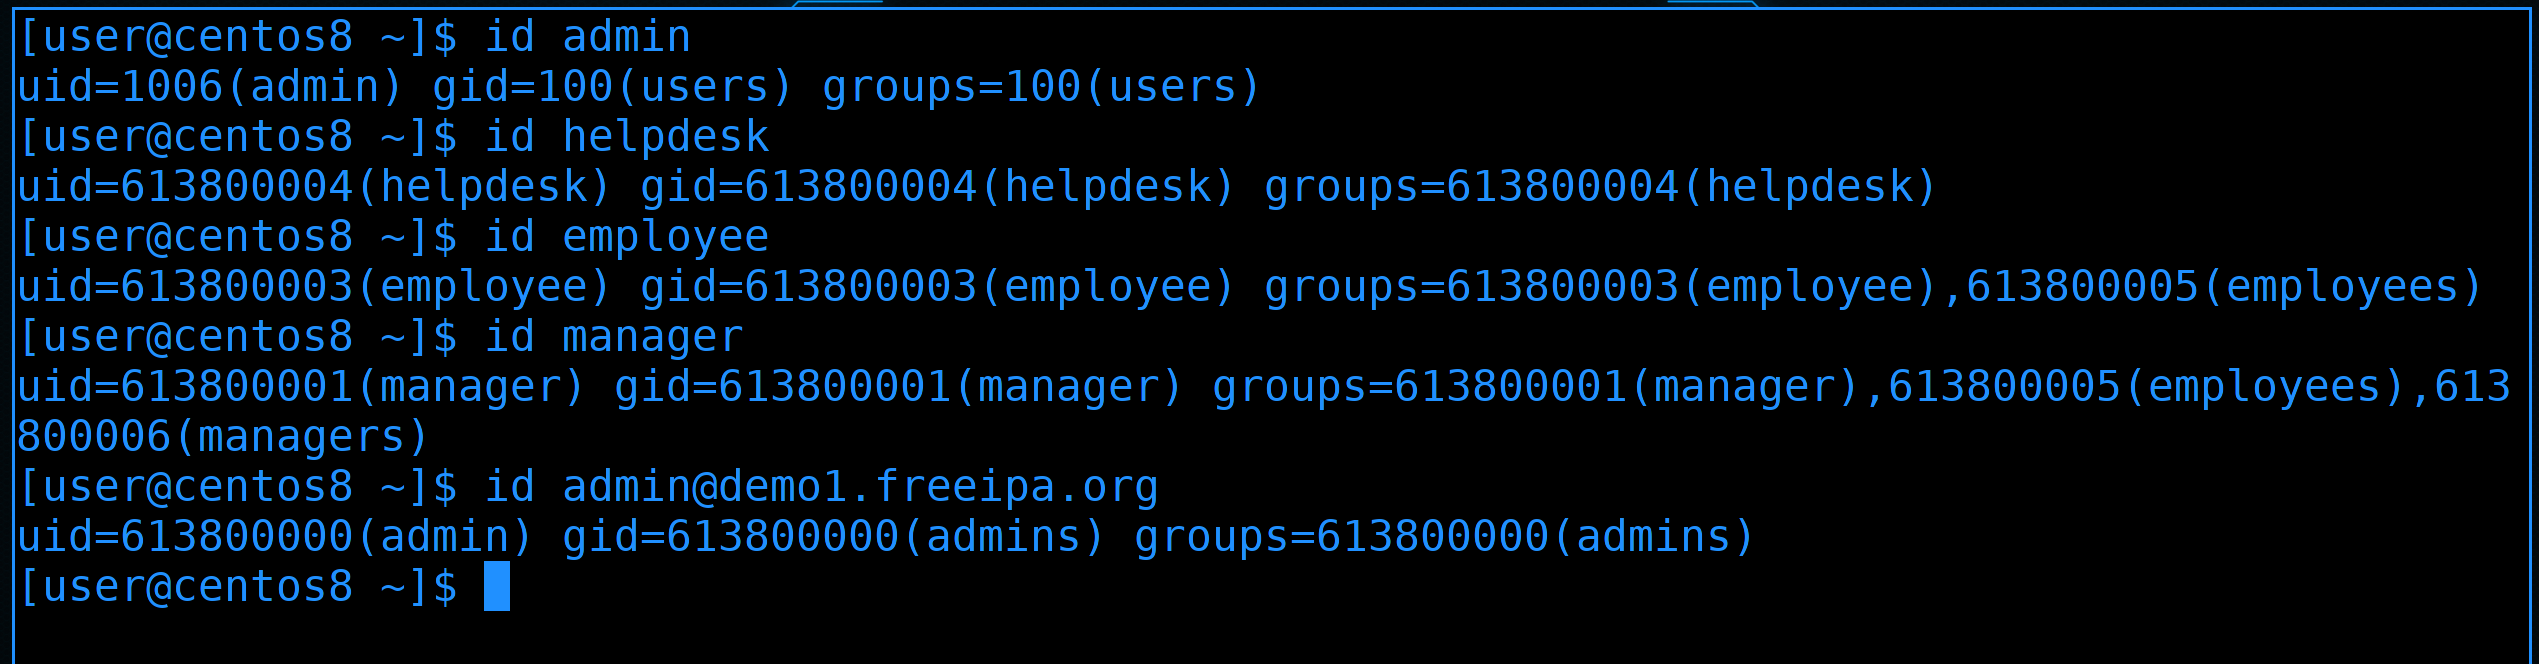 [user@centos8 ~]$ id admin
uid=1006(admin) gid=100(users) groups=100(users)
[user@centos8 ~]$ id helpdesk
uid=613800004(helpdesk) gid=613800004(helpdesk) groups=613800004(helpdesk)
[user@centos8 ~]$ id employee
uid=613800003(employee) gid=613800003(employee) groups=613800003(employee),613800005(employees)
[user@centos8 ~]$ id manager
uid=613800001(manager) gid=613800001(manager) groups=613800001(manager),613800005(employees),613
800006(managers)
[user@centos8 ~]$ id admin@demo1.freeipa.org
uid=613800000(admin) gid=613800000(admins) groups=613800000(admins)
[user@centos8 ~]$